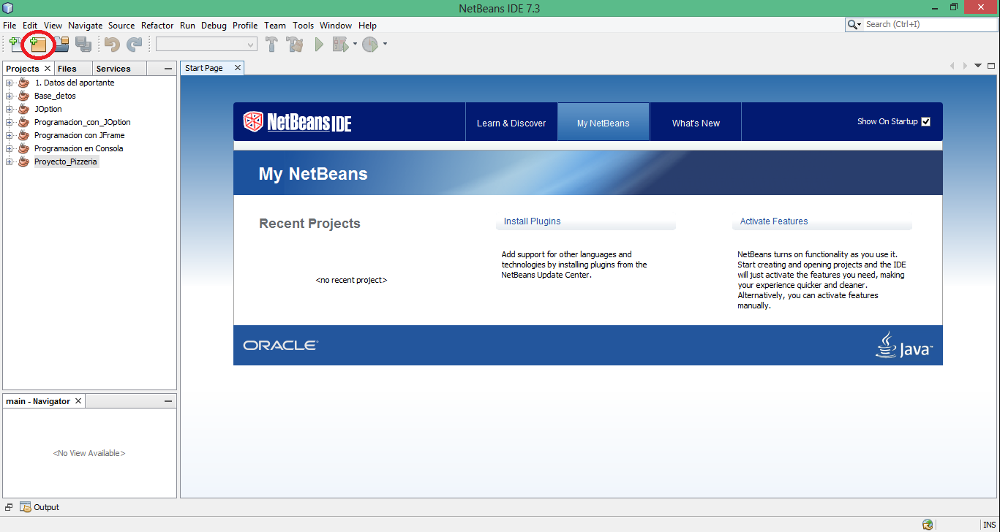 NetBeans IDE 7.3
File Edit View Navigate Source Refactor Run Debug Profile Team Tools Window Help
Search (Ctrl+I)
Projects Files Services
Start Page
1. Datos del aportante
Base_detos
JOption
Programacion_con_JOption
Programacion con JFrame
Programacion en Consola
Proyecto_Pizzeria
NetBeans IDE
Learn & Discover
My NetBeans
What's New
Show On Startup
My NetBeans
Recent Projects
<no recent project>
Install Plugins
Add support for other languages and
technologies by installing plugins from the
NetBeans Update Center.
Activate Features
NetBeans turns on functionality as you use it.
Start creating and opening projects and the IDE
will just activate the features you need, making
your experience quicker and cleaner.
Alternatively, you can activate features
manually.
ORACLE
Java™
main - Navigator
<No View Available>
Output
INS